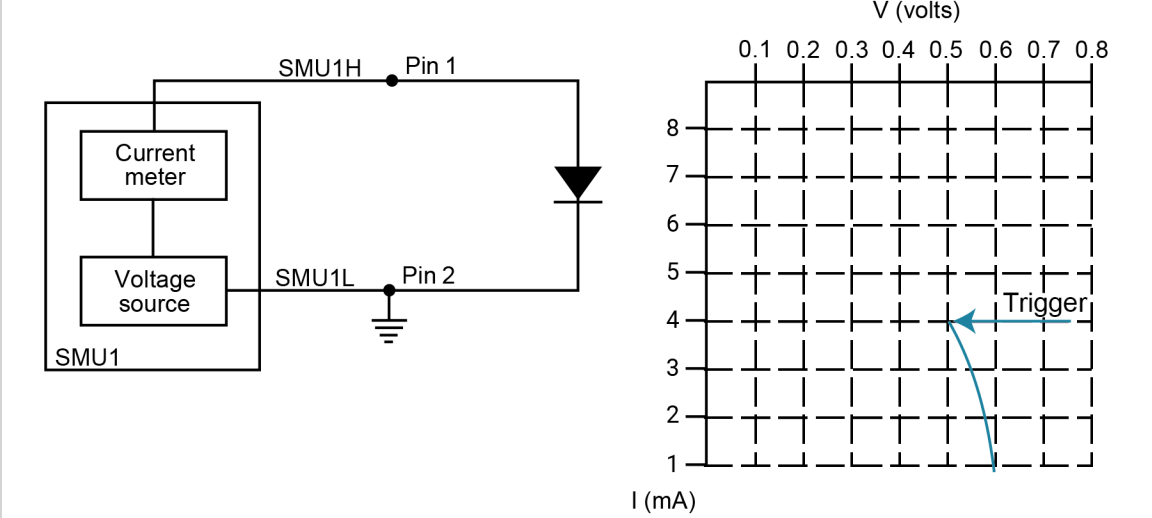 SMU1H
Pin 1
Current
meter
Voltage
source
SMU1L
Pin 2
SMU1
V (volts)
0.1 0.2 0.3 0.4 0.5 0.6 0.7 0.8
8
7
6
5
4
Trigger
3
2
1
I (mA)